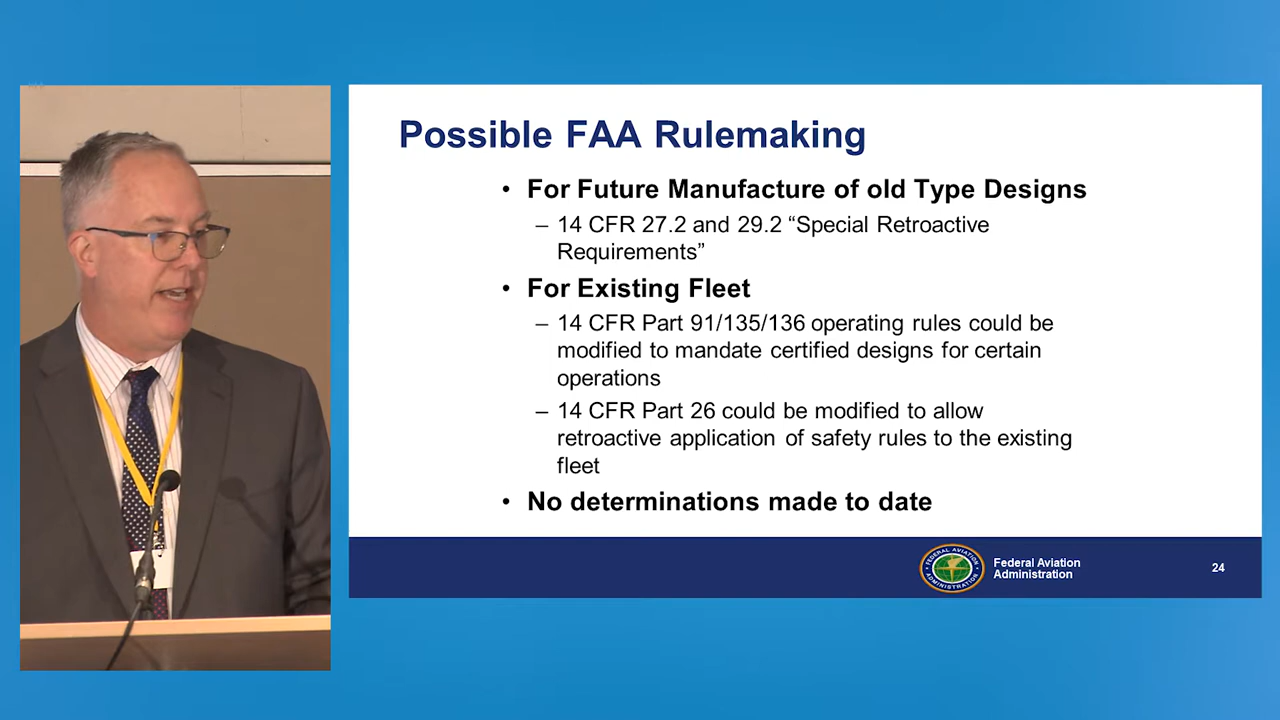 Possible FAA Rulemaking
• For Future Manufacture of old Type Designs
– 14 CFR 27.2 and 29.2 “Special Retroactive
Requirements”
• For Existing Fleet
– 14 CFR Part 91/135/136 operating rules could be
modified to mandate certified designs for certain
operations
– 14 CFR Part 26 could be modified to allow
retroactive application of safety rules to the existing
fleet
• No determinations made to date
FEDERAL AVIATION
ADMINISTRATION
Federal Aviation
Administration
24